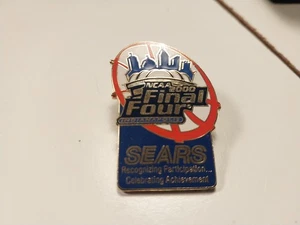 NCAA 2000
Final
Four
SEARS
Recognizing Participation...
Celebrating Achievement